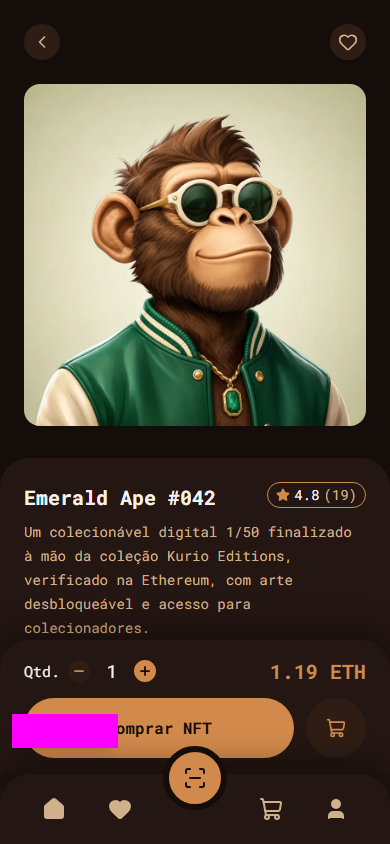 Emerald Ape #042
4.8 (19)
Um colecionável digital 1/50 finalizado
à mão da coleção Kurio Editions,
verificado na Ethereum, com arte
desbloqueável e acesso para
colecionadores.
Qtd.
1
1.19 ETH
NFT